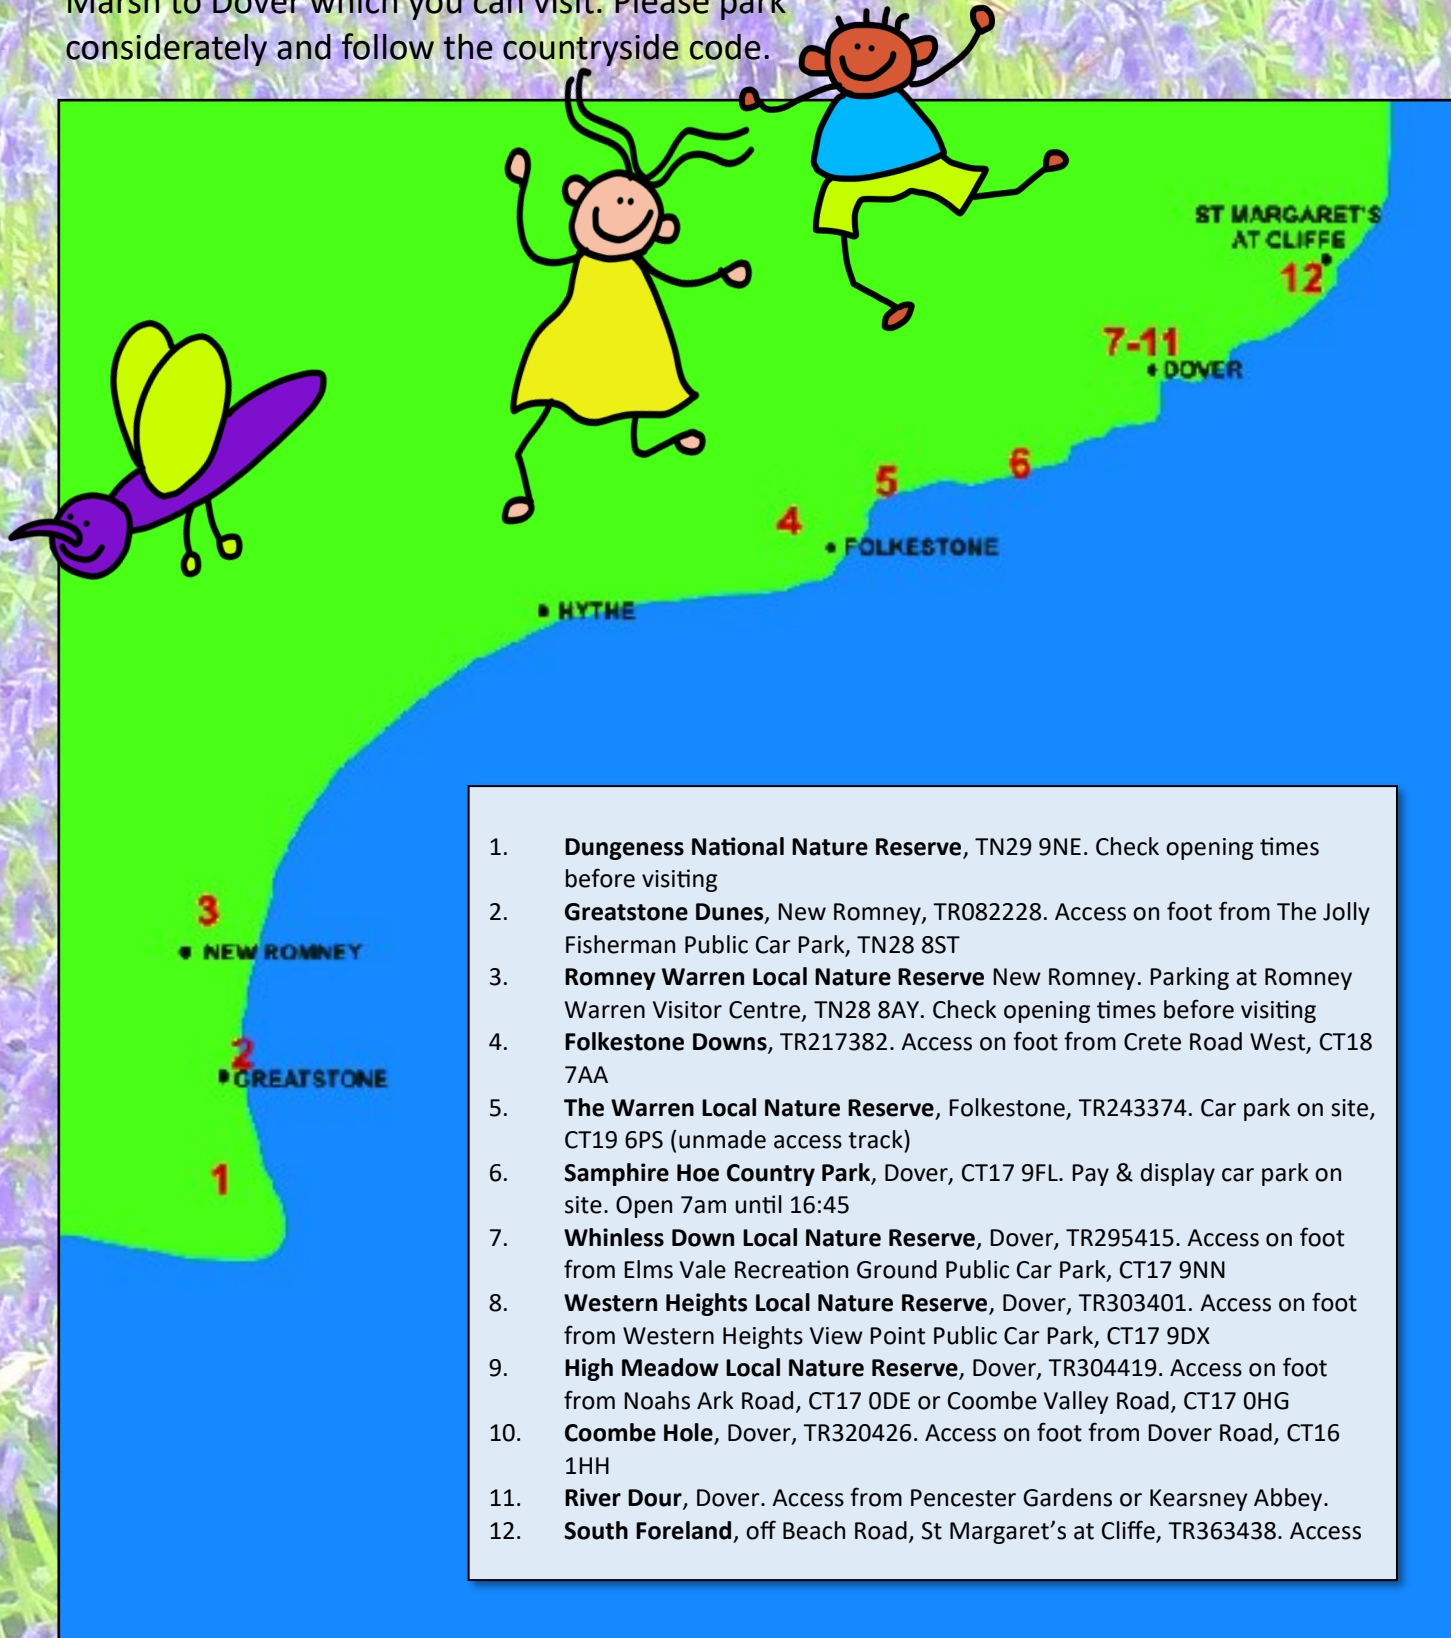 Marsh to Dover which you can visit. Please park
considerately and follow the countryside code.
ST MARGARET'S
AT CLIFFE
12
7-11
DOVER
6
5
4
FOLKESTONE
HYTHE
3
NEW ROMNEY
2
GREATSTONE
1
1. Dungeness National Nature Reserve, TN29 9NE. Check opening times
before visiting
2. Greatstone Dunes, New Romney, TR082228. Access on foot from The Jolly
Fisherman Public Car Park, TN28 8ST
3. Romney Warren Local Nature Reserve New Romney. Parking at Romney
Warren Visitor Centre, TN28 8AY. Check opening times before visiting
4. Folkestone Downs, TR217382. Access on foot from Crete Road West, CT18
7AA
5. The Warren Local Nature Reserve, Folkestone, TR243374. Car park on site,
CT19 6PS (unmade access track)
6. Samphire Hoe Country Park, Dover, CT17 9FL. Pay & display car park on
site. Open 7am until 16:45
7. Whinless Down Local Nature Reserve, Dover, TR295415. Access on foot
from Elms Vale Recreation Ground Public Car Park, CT17 9NN
8. Western Heights Local Nature Reserve, Dover, TR303401. Access on foot
from Western Heights View Point Public Car Park, CT17 9DX
9. High Meadow Local Nature Reserve, Dover, TR304419. Access on foot
from Noahs Ark Road, CT17 0DE or Coombe Valley Road, CT17 0HG
10. Coombe Hole, Dover, TR320426. Access on foot from Dover Road, CT16
1HH
11. River Dour, Dover. Access from Pencester Gardens or Kearsney Abbey.
12. South Foreland, off Beach Road, St Margaret’s at Cliffe, TR363438. Access